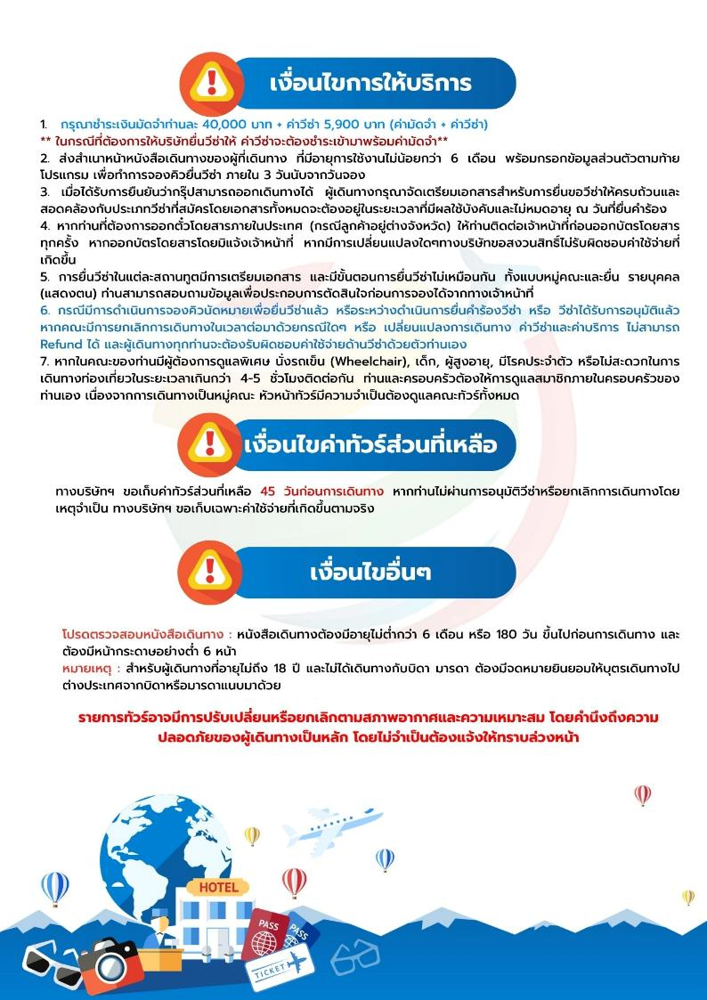 เงื่อนไขการให้บริการ
1. กรุณาชำระเงินมัดจำท่านละ 40,000 บาท + ค่าวีซ่า 5,900 บาท (ค่ามัดจำ + ค่าวีซ่า)
** ในกรณีที่ต้องการให้บริษัทยื่นวีซ่าให้ ค่าวีซ่าจะต้องชำระเข้ามาพร้อมค่ามัดจำ**
2. ส่งสำเนาหน้าหนังสือเดินทางของผู้ที่เดินทาง ที่มีอายุการใช้งานไม่น้อยกว่า 6 เดือน พร้อมกรอกข้อมูลส่วนตัวตามท้าย
โปรแกรม เพื่อทำการจองคิวยื่นวีซ่า ภายใน 3 วันนับจากวันจอง
3. เมื่อได้รับการยืนยันว่ากรุ๊ปสามารถออกเดินทางได้ ผู้เดินทางกรุณาจัดเตรียมเอกสารสำหรับการยื่นขอวีซ่าให้ครบถ้วนและ
สอดคล้องกับประเภทวีซ่าที่สมัครโดยเอกสารทั้งหมดจะต้องอยู่ในระยะเวลาที่มีผลใช้บังคับและไม่หมดอายุ ณ วันที่ยื่นคำร้อง
4. หากท่านที่ต้องการออกตั๋วโดยสารภายในประเทศ (กรณีลูกค้าอยู่ต่างจังหวัด) ให้ท่านติดต่อเจ้าหน้าที่ก่อนออกบัตรโดยสาร
ทุกครั้ง หากออกบัตรโดยสารโดยมิแจ้งเจ้าหน้าที่ หากมีการเปลี่ยนแปลงใดๆทางบริษัทขอสงวนสิทธิ์ไม่รับผิดชอบค่าใช้จ่ายที่
เกิดขึ้น
5. การยื่นวีซ่าในแต่ละสถานทูตมีการเตรียมเอกสาร และมีขั้นตอนการยื่นวีซ่าไม่เหมือนกัน ทั้งแบบหมู่คณะและยื่น รายบุคคล
(แสดงตน) ท่านสามารถสอบถามข้อมูลเพื่อประกอบการตัดสินใจก่อนการจองได้จากทางเจ้าหน้าที่
6. กรณีมีการดำเนินการจองคิวนัดหมายเพื่อยื่นวีซ่าแล้ว หรือระหว่างดำเนินการยื่นคำร้องวีซ่า หรือ วีซ่าได้รับการอนุมัติแล้ว
หากคณะมีการยกเลิกการเดินทางในเวลาต่อมาด้วยกรณีใดๆ หรือ เปลี่ยนแปลงการเดินทาง ค่าวีซ่าและค่าบริการ ไม่สามารถ
Refund ได้ และผู้เดินทางทุกท่านจะต้องรับผิดชอบค่าใช้จ่ายด้านวีซ่าด้วยตัวท่านเอง
7. หากในคณะของท่านมีผู้ต้องการดูแลพิเศษ นั่งรถเข็น (Wheelchair), เด็ก, ผู้สูงอายุ, มีโรคประจำตัว หรือไม่สะดวกในการ
เดินทางท่องเที่ยวในระยะเวลาเกินกว่า 4-5 ชั่วโมงติดต่อกัน ท่านและครอบครัวต้องให้การดูแลสมาชิกภายในครอบครัวของ
ท่านเอง เนื่องจากการเดินทางเป็นหมู่คณะ หัวหน้าทัวร์มีความจำเป็นต้องดูแลคณะทัวร์ทั้งหมด
เงื่อนไขค่าทัวร์ส่วนที่เหลือ
ทางบริษัทฯ ขอเก็บค่าทัวร์ส่วนที่เหลือ 45 วันก่อนการเดินทาง หากท่านไม่ผ่านการอนุมัติวีซ่าหรือยกเลิกการเดินทางโดย
เหตุจำเป็น ทางบริษัทฯ ขอเก็บเฉพาะค่าใช้จ่ายที่เกิดขึ้นตามจริง
เงื่อนไขอื่นๆ
โปรดตรวจสอบหนังสือเดินทาง : หนังสือเดินทางต้องมีอายุไม่ต่ำกว่า 6 เดือน หรือ 180 วัน ขึ้นไปก่อนการเดินทาง และ
ต้องมีหน้ากระดาษอย่างต่ำ 6 หน้า
หมายเหตุ : สำหรับผู้เดินทางที่อายุไม่ถึง 18 ปี และไม่ได้เดินทางกับบิดา มารดา ต้องมีจดหมายยินยอมให้บุตรเดินทางไป
ต่างประเทศจากบิดาหรือมารดาแนบมาด้วย
รายการทัวร์อาจมีการปรับเปลี่ยนหรือยกเลิกตามสภาพอากาศและความเหมาะสม โดยคำนึงถึงความ
ปลอดภัยของผู้เดินทางเป็นหลัก โดยไม่จำเป็นต้องแจ้งให้ทราบล่วงหน้า
HOTEL
PASS
PASS
TICKET